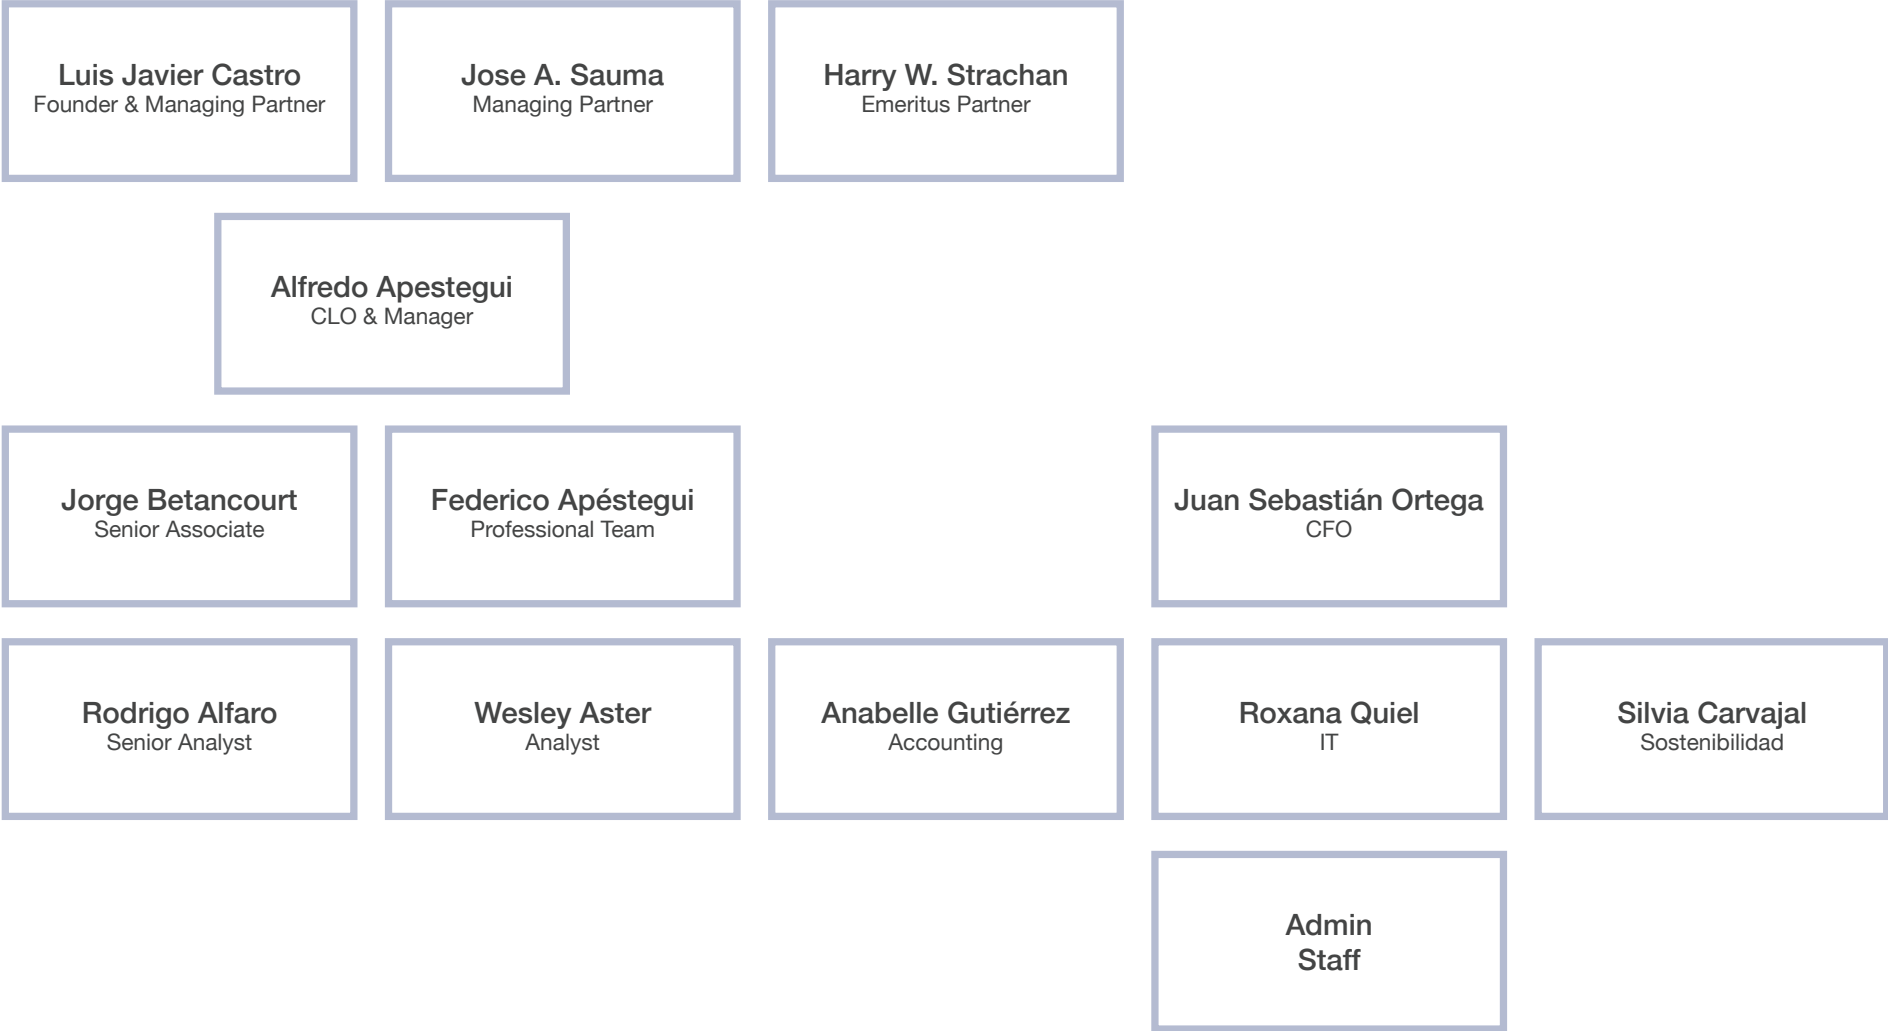 Luis Javier Castro
Founder & Managing Partner
Jose A. Sauma
Managing Partner
Harry W. Strachan
Emeritus Partner
Alfredo Apestegui
CLO & Manager
Jorge Betancourt
Senior Associate
Federico Apéstegui
Professional Team
Juan Sebastián Ortega
CFO
Rodrigo Alfaro
Senior Analyst
Wesley Aster
Analyst
Anabelle Gutiérrez
Accounting
Roxana Quiel
IT
Silvia Carvajal
Sostenibilidad
Admin
Staff